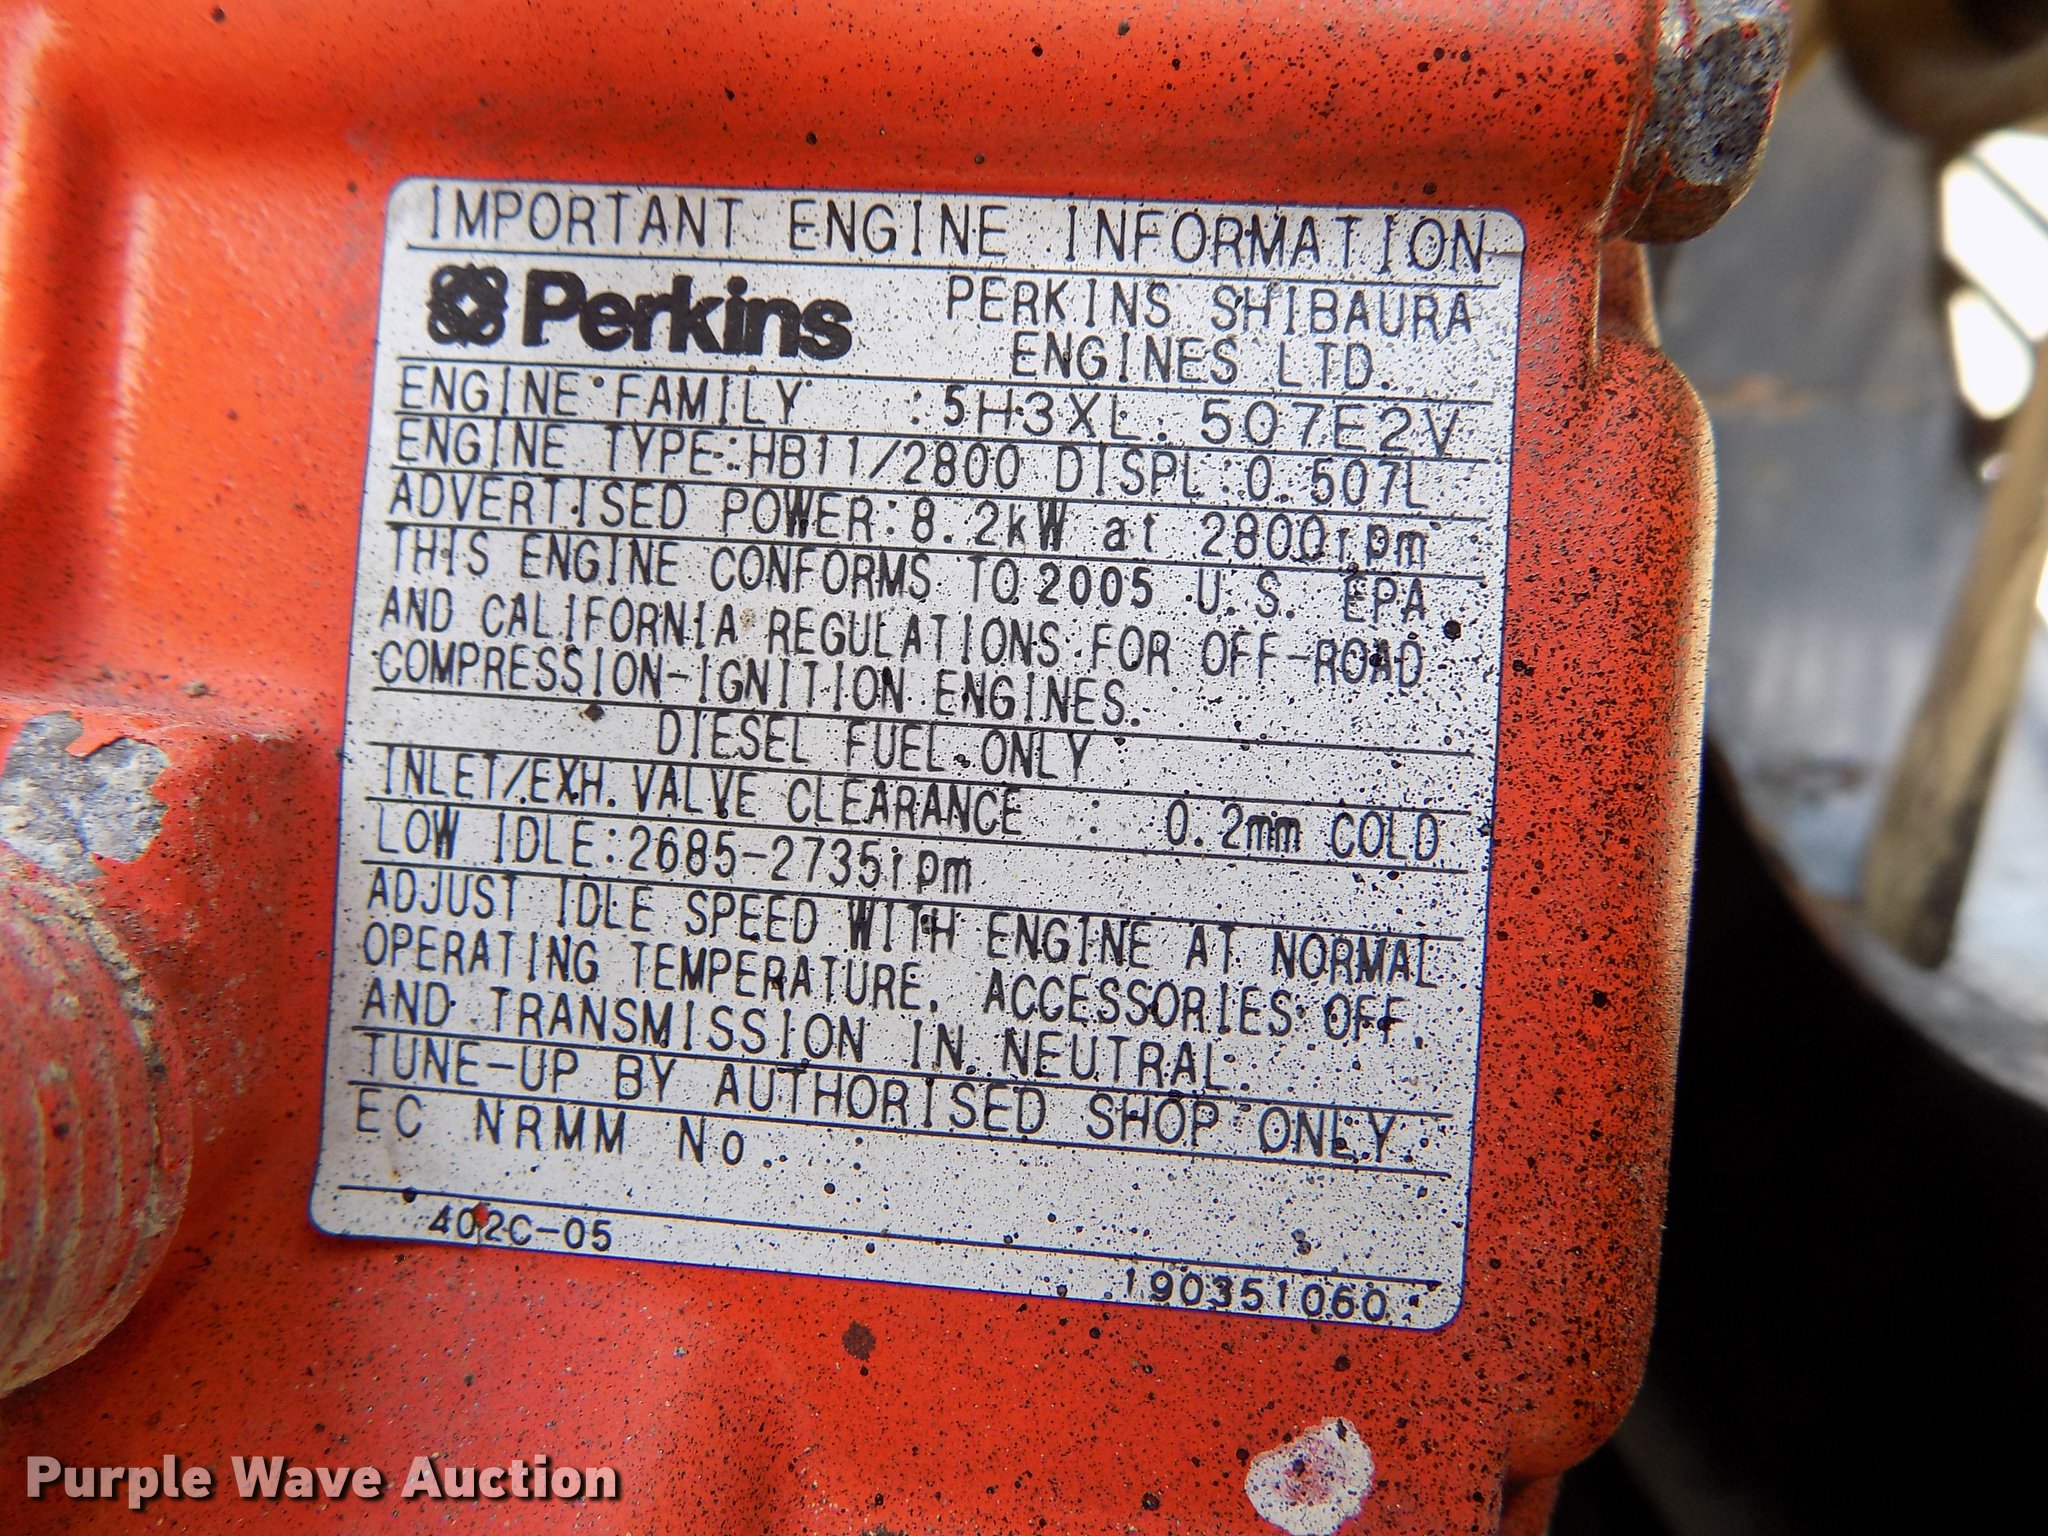 IMPORTANT ENGINE INFORMATION
Perkins
PERKINS SHIBAURA
ENGINES LTD.
ENGINE FAMILY : 5H3XL. 507E2V
ENGINE TYPE:HB11/2800 DISPL:0.507L
ADVERTISED POWER:8.2kW at 2800rpm
THIS ENGINE CONFORMS TO 2005 U.S. EPA
AND CALIFORNIA REGULATIONS FOR OFF-ROAD
COMPRESSION-IGNITION ENGINES.
DIESEL FUEL ONLY
INLET/EXH. VALVE CLEARANCE : 0.2mm COLD
LOW IDLE:2685-2735rpm
ADJUST IDLE SPEED WITH ENGINE AT NORMAL
OPERATING TEMPERATURE, ACCESSORIES OFF,
AND TRANSMISSION IN NEUTRAL.
TUNE-UP BY AUTHORISED SHOP ONLY.
EC NRMM No.
402C-05
190351060
Purple Wave Auction